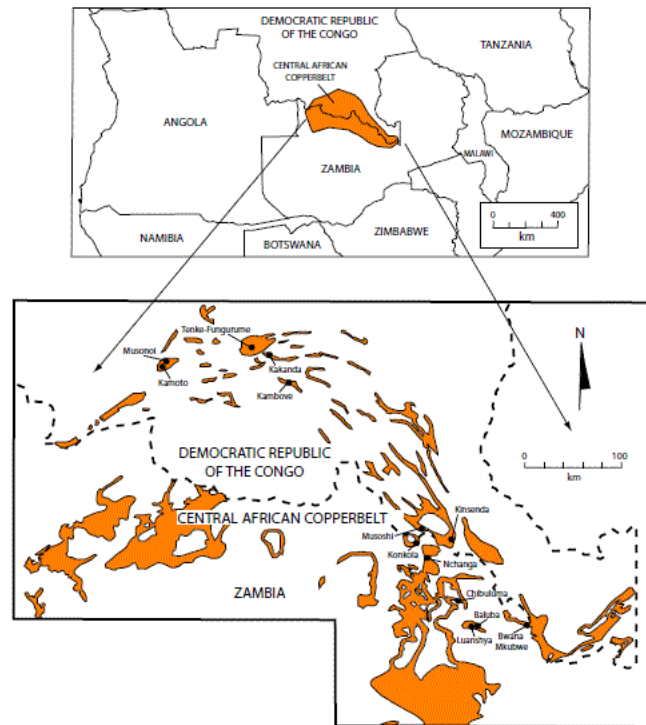 DEMOCRATIC REPUBLIC
OF THE CONGO
TANZANIA
CENTRAL AFRICAN
COPPERBELT
ANGOLA
MOZAMBIQUE
MALAWI
ZAMBIA
0 400
km
ZIMBABWE
NAMIBIA
BOTSWANA
Tenke-Fungurume
N
Musonoi
Kakanda
Kamoto
Kambove
DEMOCRATIC REPUBLIC
OF THE CONGO
0 100
km
CENTRAL AFRICAN COPPERBELT
Kinsenda
Musoshi
Konkola
Nchanga
ZAMBIA
Chibuluma
Baluba
Luanshya
Bwana
Mkubwe